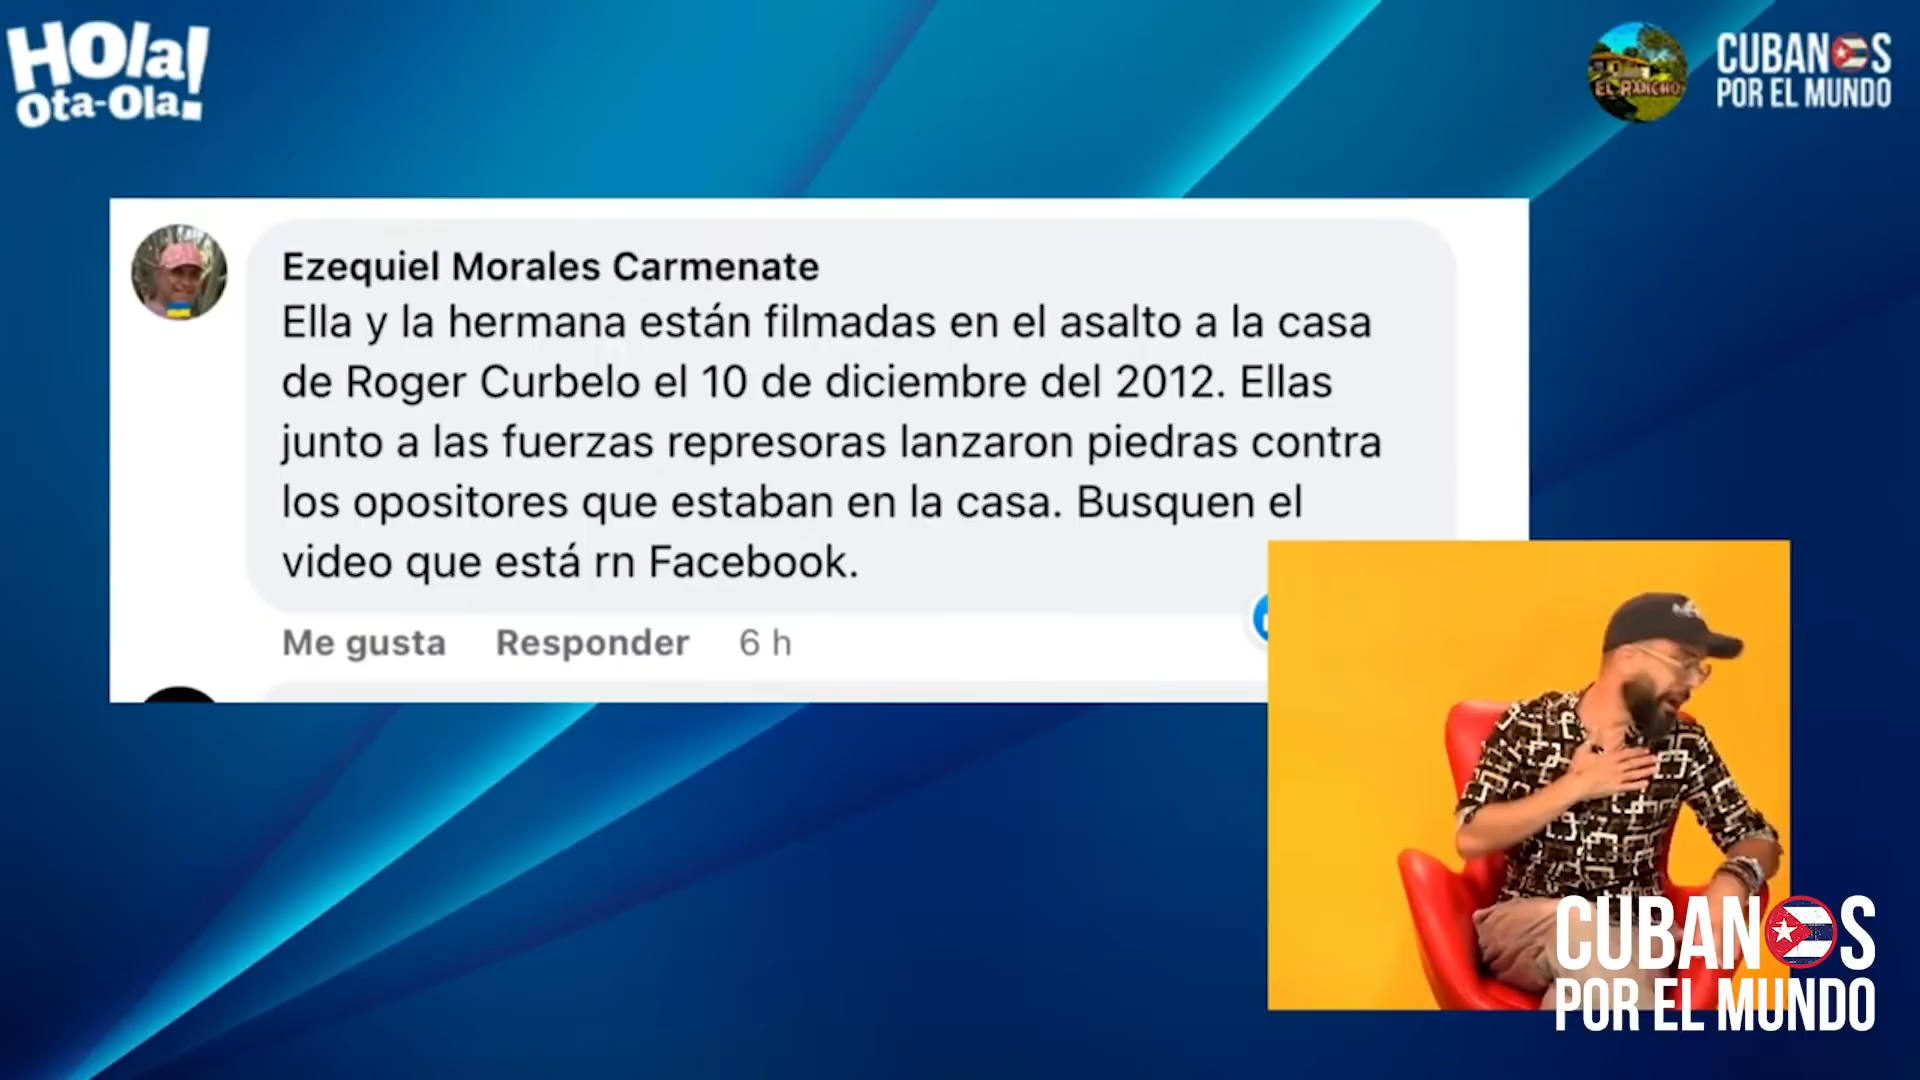 HOla!
Ota-Ola!
EL RANCHO
CUBANOS
POR EL MUNDO
Ezequiel Morales Carmenate
Ella y la hermana están filmadas en el asalto a la casa
de Roger Curbelo el 10 de diciembre del 2012. Ellas
junto a las fuerzas represoras lanzaron piedras contra
los opositores que estaban en la casa. Busquen el
video que está rn Facebook.
Me gusta Responder 6 h
CUBANOS
POR EL MUNDO